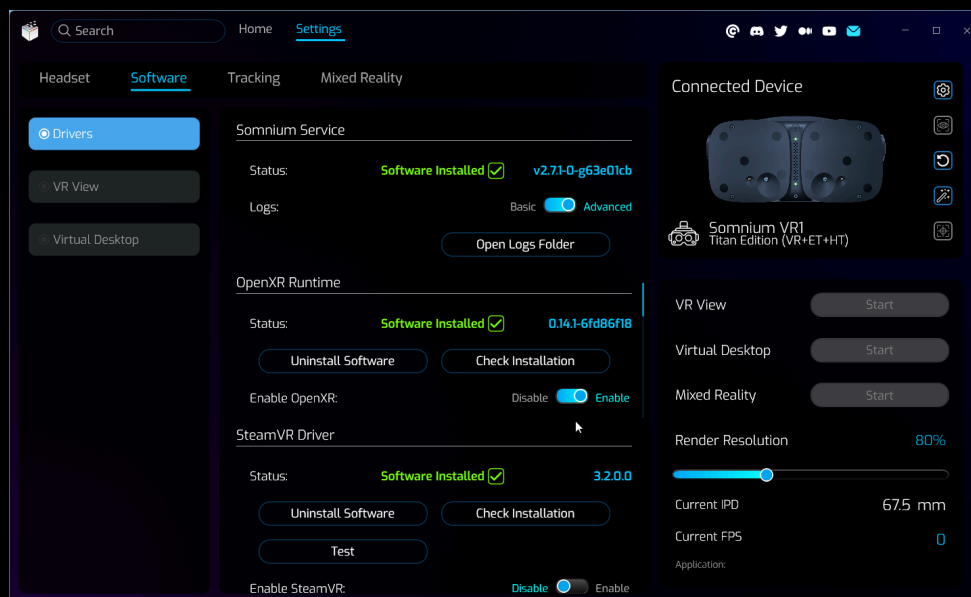 Search
Home
Settings
Headset
Software
Tracking
Mixed Reality
Drivers
VR View
Virtual Desktop
Somnium Service
Status:
Software Installed
v2.7.1-0-g63e01cb
Logs:
Basic
Advanced
Open Logs Folder
OpenXR Runtime
Status:
Software Installed
0.14.1-6fd86f18
Uninstall Software
Check Installation
Enable OpenXR:
Disable
Enable
SteamVR Driver
Status:
Software Installed
3.2.0.0
Uninstall Software
Check Installation
Test
Enable SteamVR:
Disable
Enable
Connected Device
Somnium VR1
Titan Edition (VR+ET+HT)
VR View
Start
Virtual Desktop
Start
Mixed Reality
Start
Render Resolution
80%
Current IPD
67.5 mm
Current FPS
0
Application: